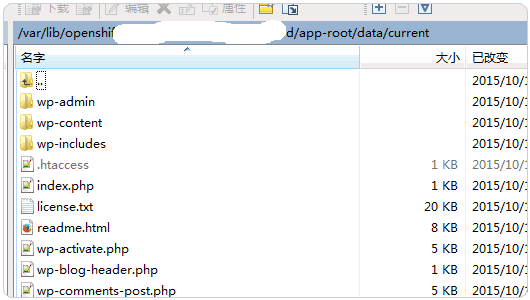 下载 编辑 属性
/var/lib/openshif d/app-root/data/current
名字 大小 已改变
.. 2015/10/1
wp-admin 2015/10/1
wp-content 2015/10/1
wp-includes 2015/10/1
.htaccess 1 KB 2015/10/1
index.php 1 KB 2015/10/1
license.txt 20 KB 2015/10/1
readme.html 8 KB 2015/10/1
wp-activate.php 5 KB 2015/10/1
wp-blog-header.php 1 KB 2015/10/1
wp-comments-post.php 5 KB 2015/10/1